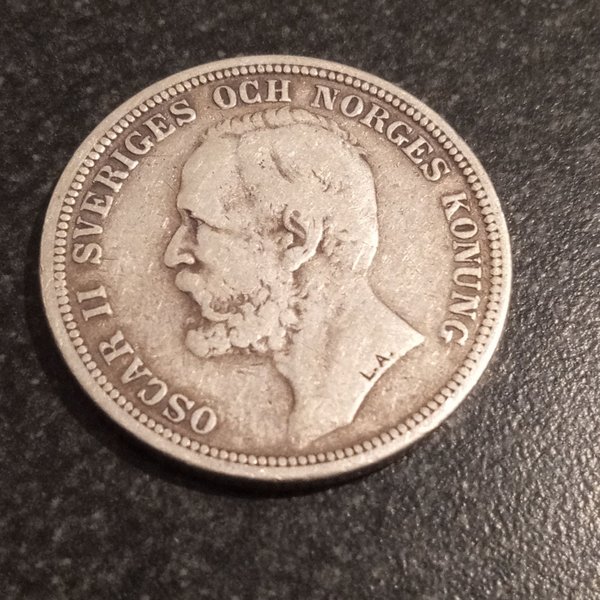 OSCAR II SVERIGES OCH NORGES KONUNG
L.A.